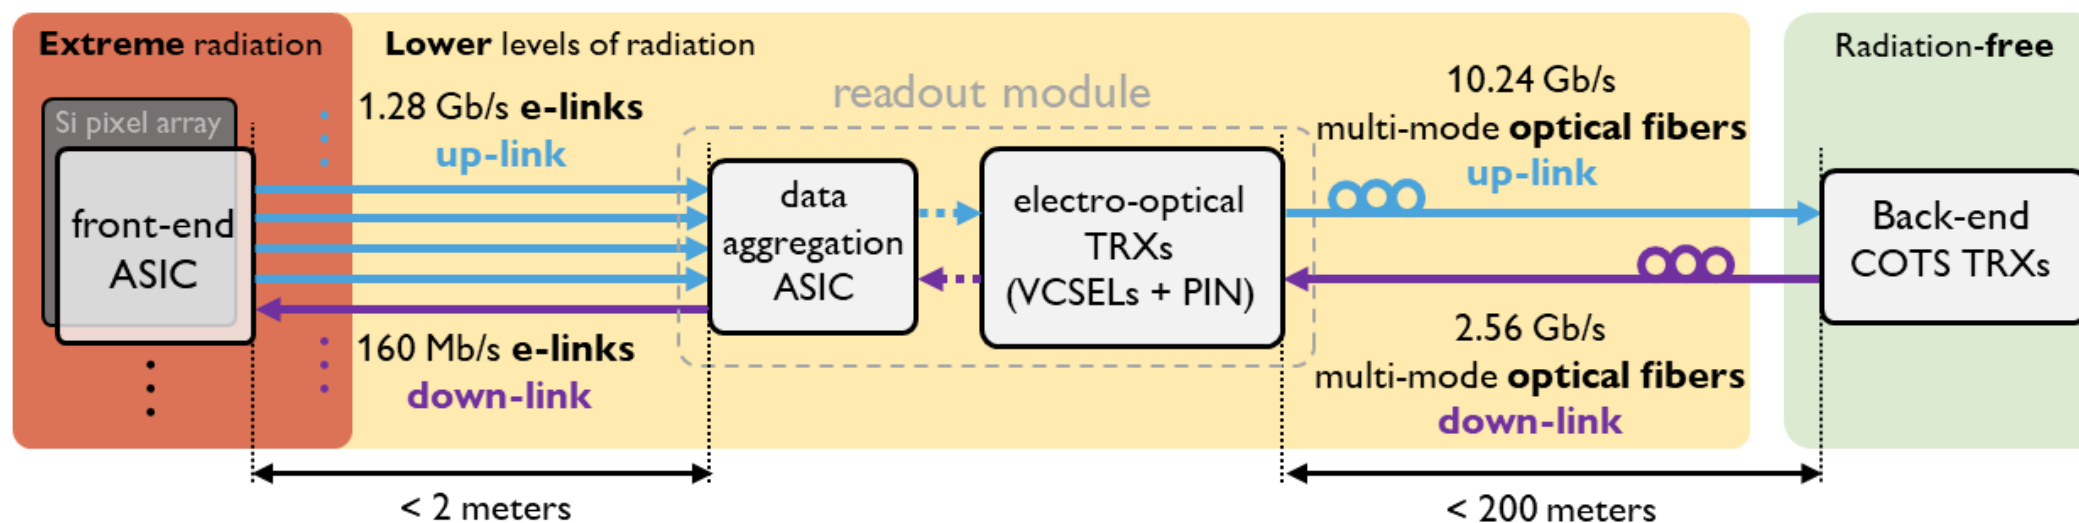 Extreme radiation
Lower levels of radiation
Radiation-free
Si pixel array
front-end
ASIC
1.28 Gb/s e-links
up-link
160 Mb/s e-links
down-link
readout module
data
aggregation
ASIC
electro-optical
TRXs
(VCSELs + PIN)
10.24 Gb/s
multi-mode optical fibers
up-link
2.56 Gb/s
multi-mode optical fibers
down-link
Back-end
COTS TRXs
< 2 meters
< 200 meters